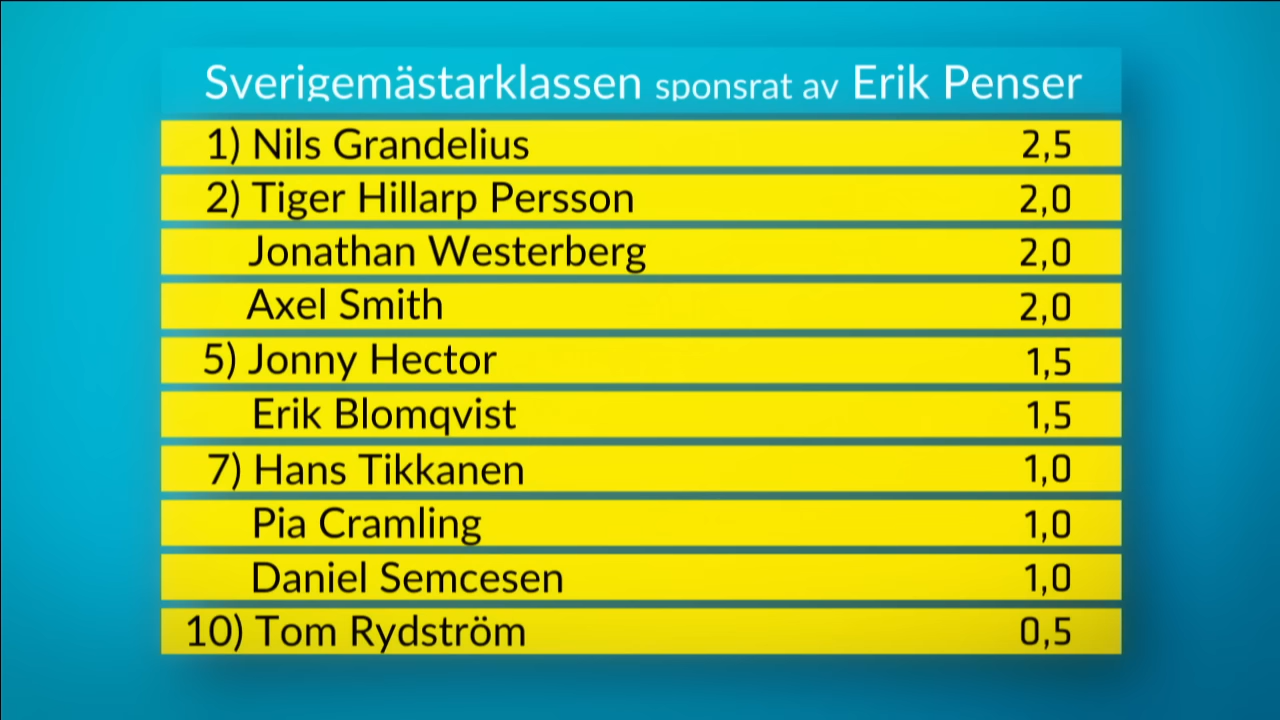 Sverigemästarklassen sponsrat av Erik Penser
1) Nils Grandelius 2,5
2) Tiger Hillarp Persson 2,0
Jonathan Westerberg 2,0
Axel Smith 2,0
5) Jonny Hector 1,5
Erik Blomqvist 1,5
7) Hans Tikkanen 1,0
Pia Cramling 1,0
Daniel Semcesen 1,0
10) Tom Rydström 0,5